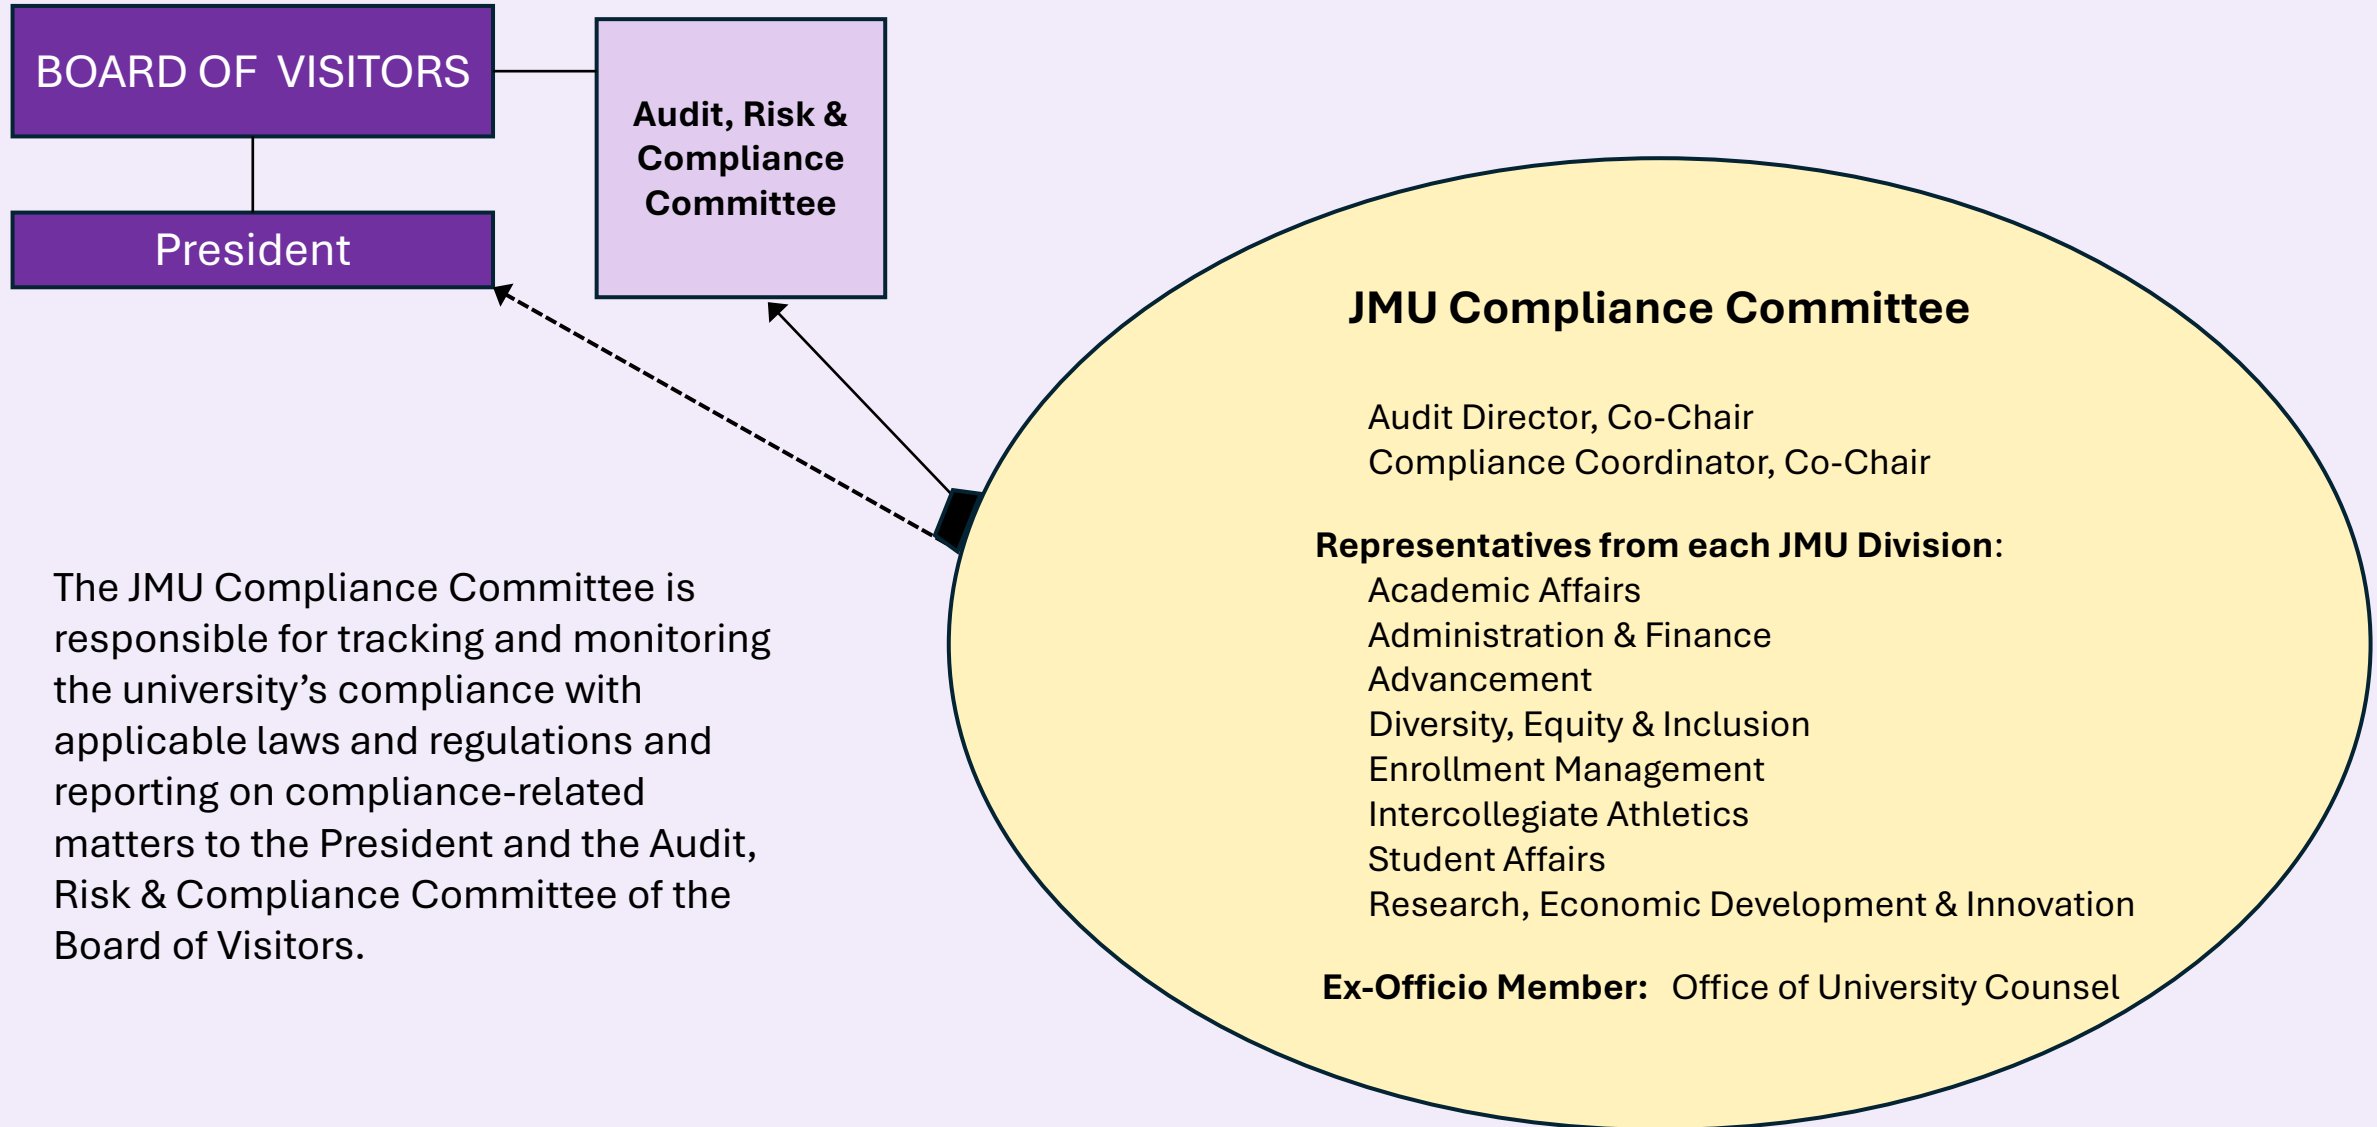 BOARD OF VISITORS
Audit, Risk &
Compliance
Committee
President
JMU Compliance Committee
Audit Director, Co-Chair
Compliance Coordinator, Co-Chair
Representatives from each JMU Division:
Academic Affairs
Administration & Finance
Advancement
Diversity, Equity & Inclusion
Enrollment Management
Intercollegiate Athletics
Student Affairs
Research, Economic Development & Innovation
Ex-Officio Member: Office of University Counsel
The JMU Compliance Committee is
responsible for tracking and monitoring
the university’s compliance with
applicable laws and regulations and
reporting on compliance-related
matters to the President and the Audit,
Risk & Compliance Committee of the
Board of Visitors.